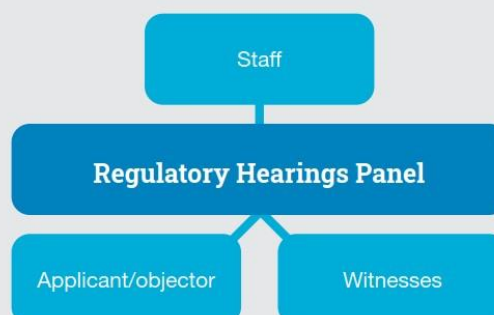 Staff
Regulatory Hearings Panel
Applicant/objector
Witnesses